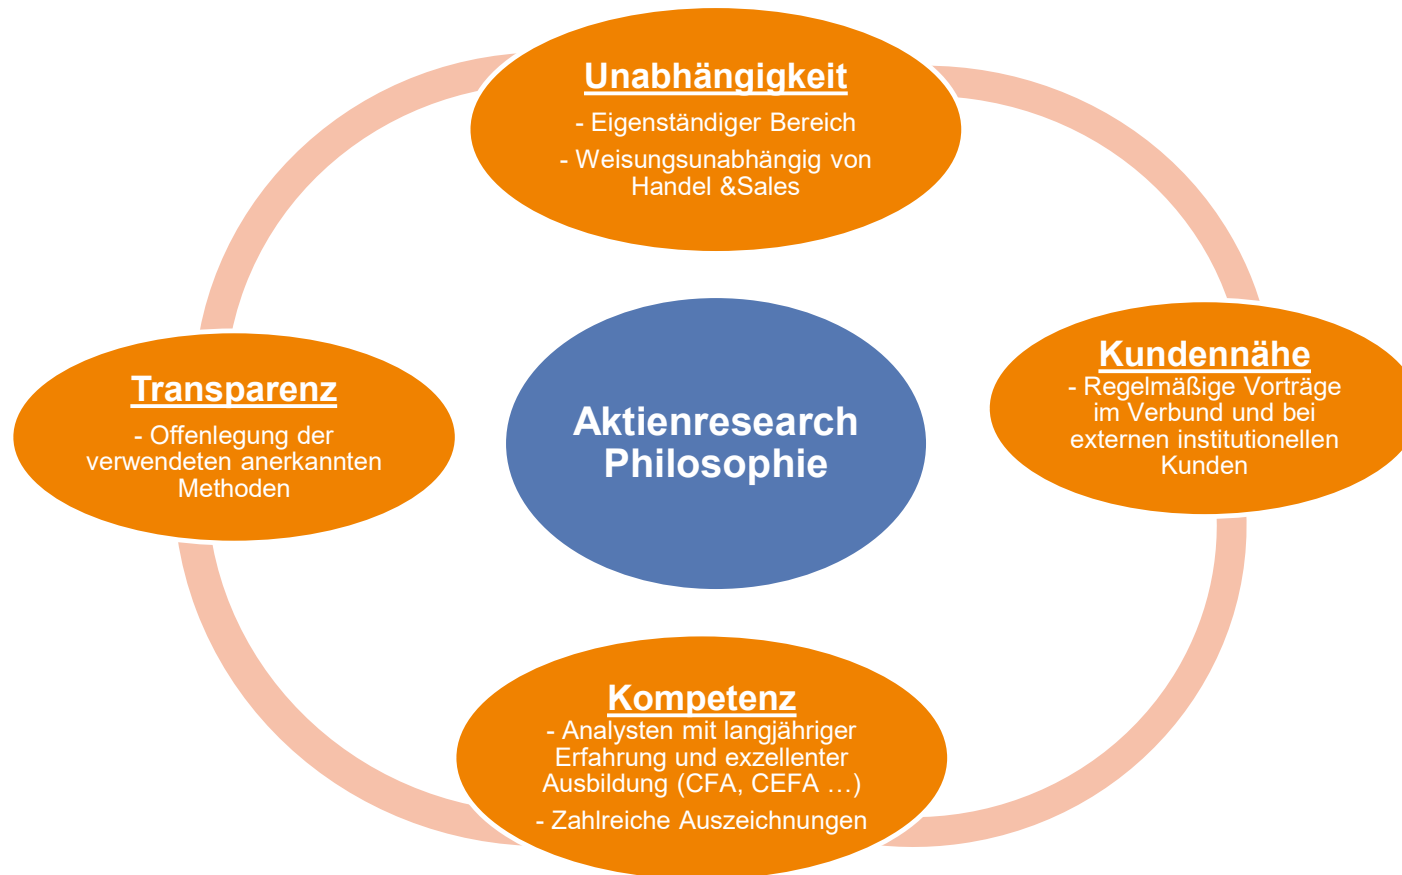 Unabhängigkeit
- Eigenständiger Bereich
- Weisungsunabhängig von
Handel &Sales
Kundennähe
- Regelmäßige Vorträge
im Verbund und bei
externen institutionellen
Kunden
Transparenz
- Offenlegung der
verwendeten anerkannten
Methoden
Aktienresearch
Philosophie
Kompetenz
- Analysten mit langjähriger
Erfahrung und exzellenter
Ausbildung (CFA, CEFA …)
- Zahlreiche Auszeichnungen